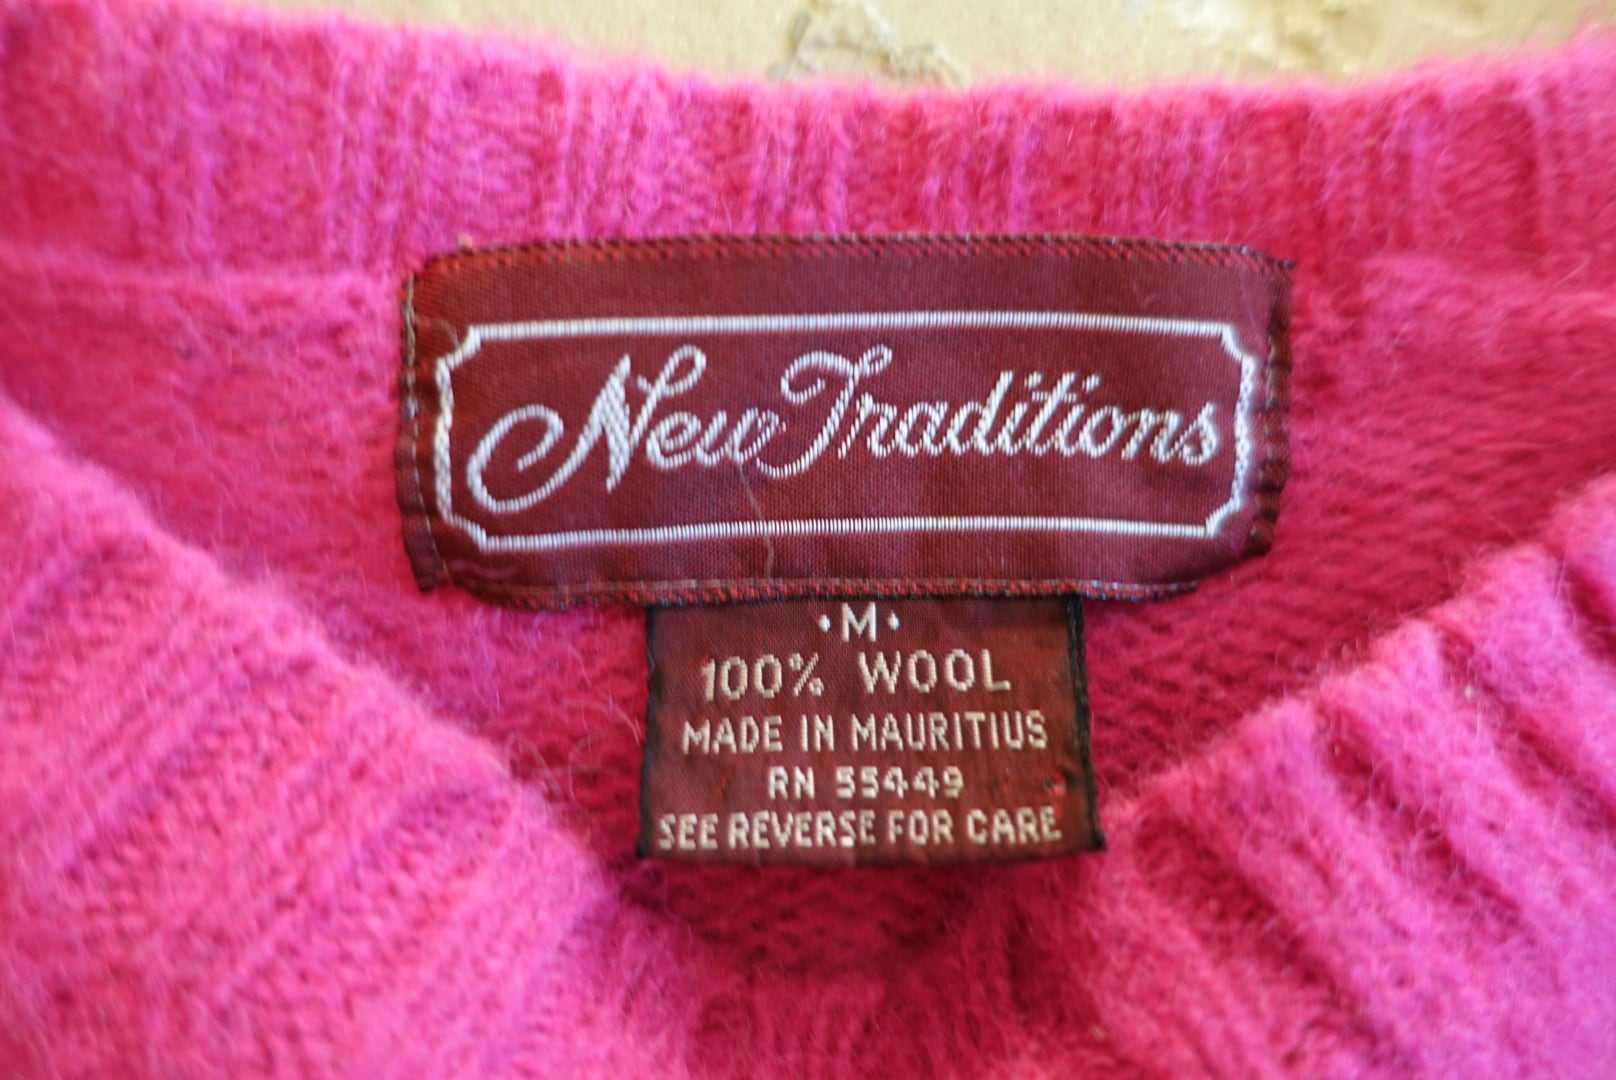 New Traditions
·M·
100% WOOL
MADE IN MAURITIUS
RN 55449
SEE REVERSE FOR CARE